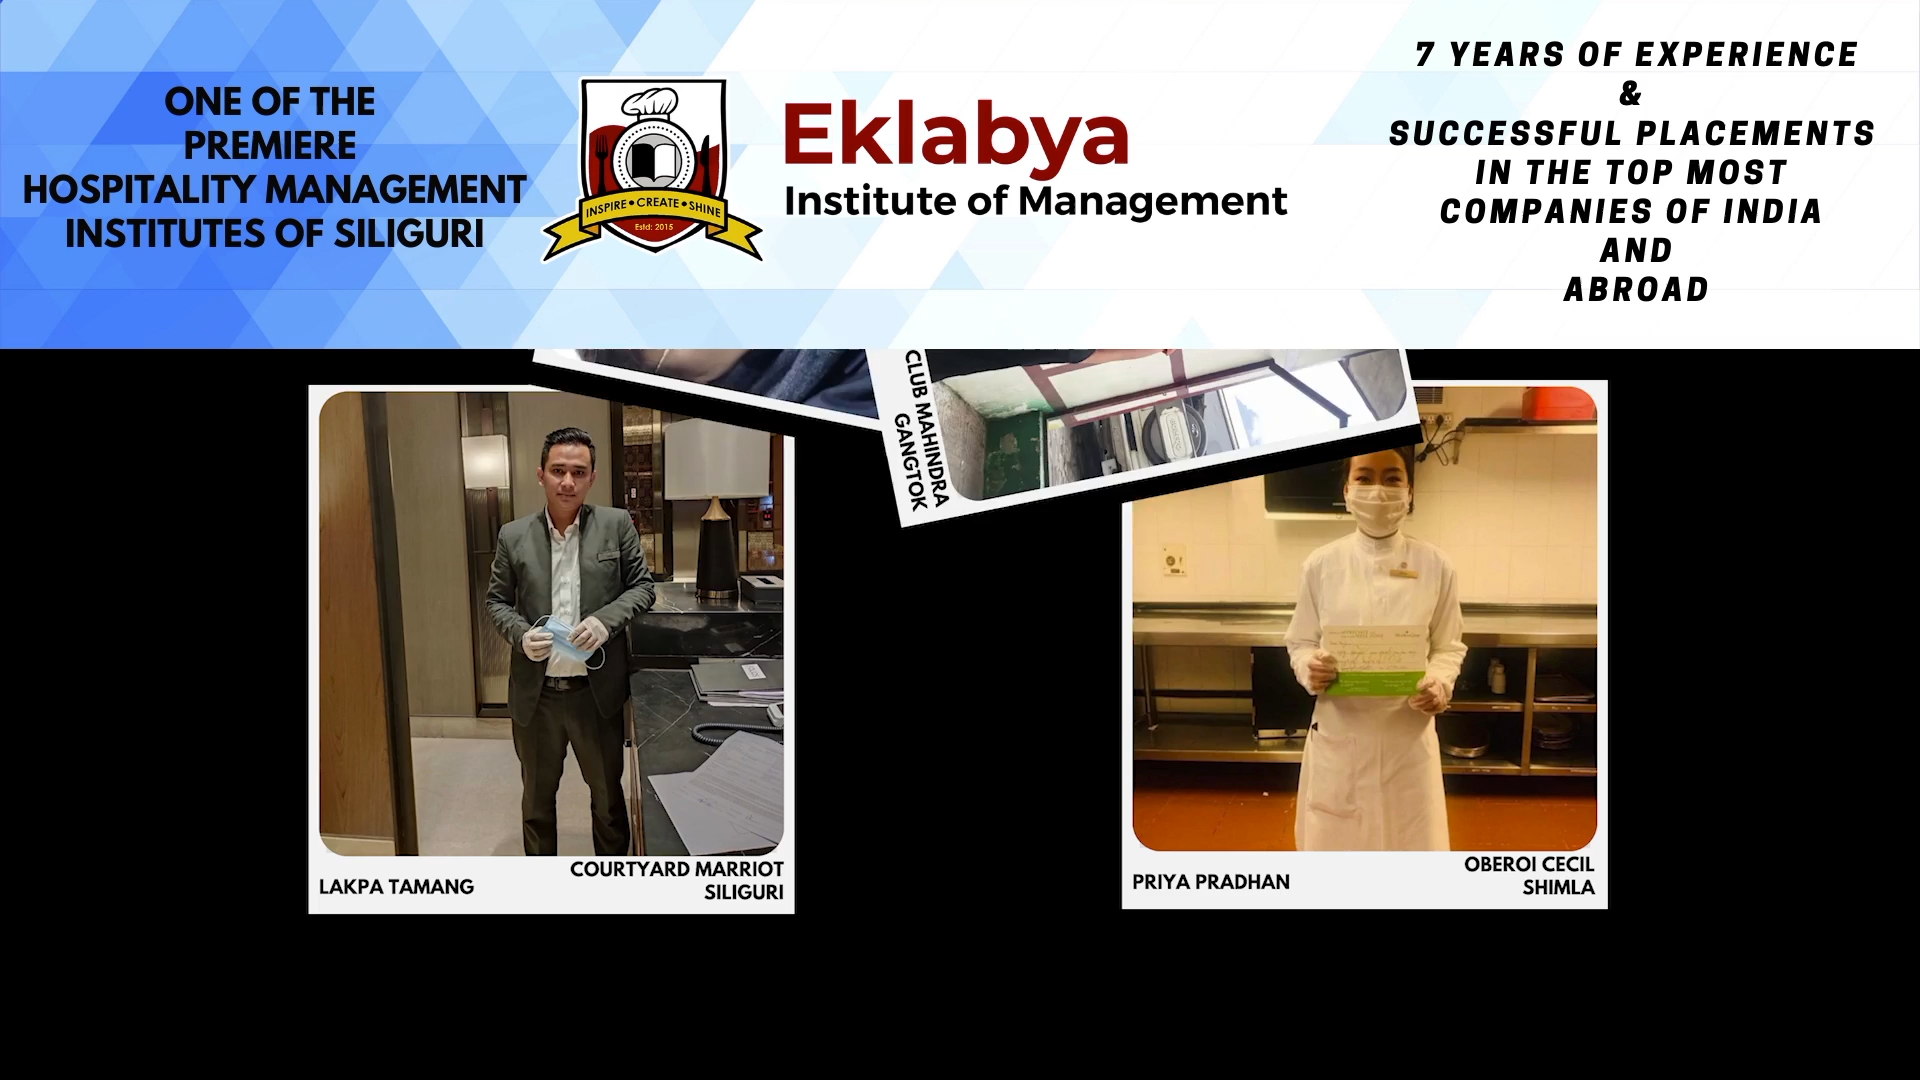 ONE OF THE
PREMIERE
HOSPITALITY MANAGEMENT
INSTITUTES OF SILIGURI
INSPIRE • CREATE • SHINE
Estd: 2015
Eklabya
Institute of Management
7 YEARS OF EXPERIENCE
&
SUCCESSFUL PLACEMENTS
IN THE TOP MOST
COMPANIES OF INDIA
AND
ABROAD
CLUB MAHINDRA
GANGTOK
LAKPA TAMANG
COURTYARD MARRIOT
SILIGURI
PRIYA PRADHAN
OBEROI CECIL
SHIMLA